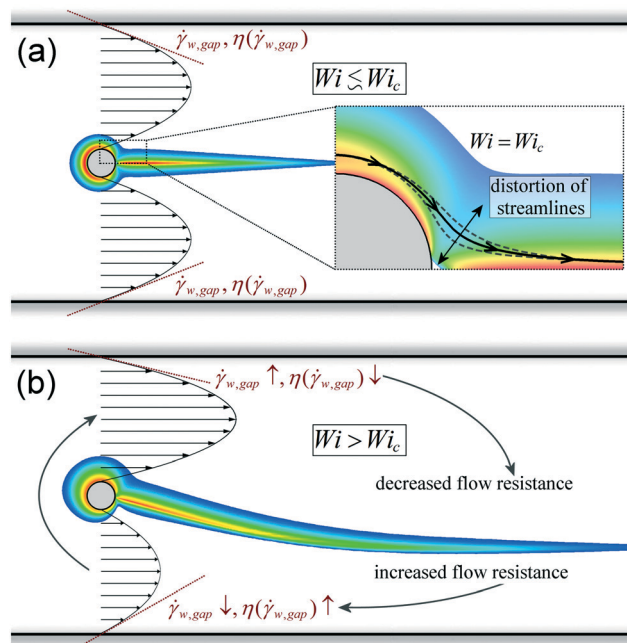 (a)
γ̇w,gap, η(γ̇w,gap)
Wi ≲ Wic
Wi = Wic
distortion of
streamlines
γ̇w,gap, η(γ̇w,gap)
(b)
γ̇w,gap ↑, η(γ̇w,gap) ↓
Wi > Wic
decreased flow resistance
increased flow resistance
γ̇w,gap ↓, η(γ̇w,gap) ↑